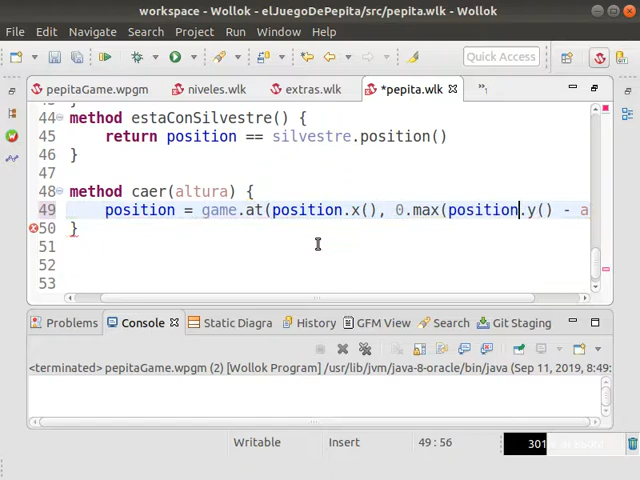 workspace - Wollok - elJuegoDePepita/src/pepita.wlk - Wollok
File Edit Navigate Search Project Run Window Help
Quick Access
pepitaGame.wpgm niveles.wlk extras.wlk *pepita.wlk »1
44 method estaConSilvestre() {
45 return position == silvestre.position()
46 }
47
48 method caer(altura) {
49 position = game.at(position.x(), 0.max(position.y() - a
50 }
51
52
53
Problems Console Static Diagra History GFM View Search Git Staging
<terminated> pepitaGame.wpgm (2) [Wollok Program] /usr/lib/jvm/java-8-oracle/bin/java (Sep 11, 2019, 8:49:
Writable Insert 49 : 56